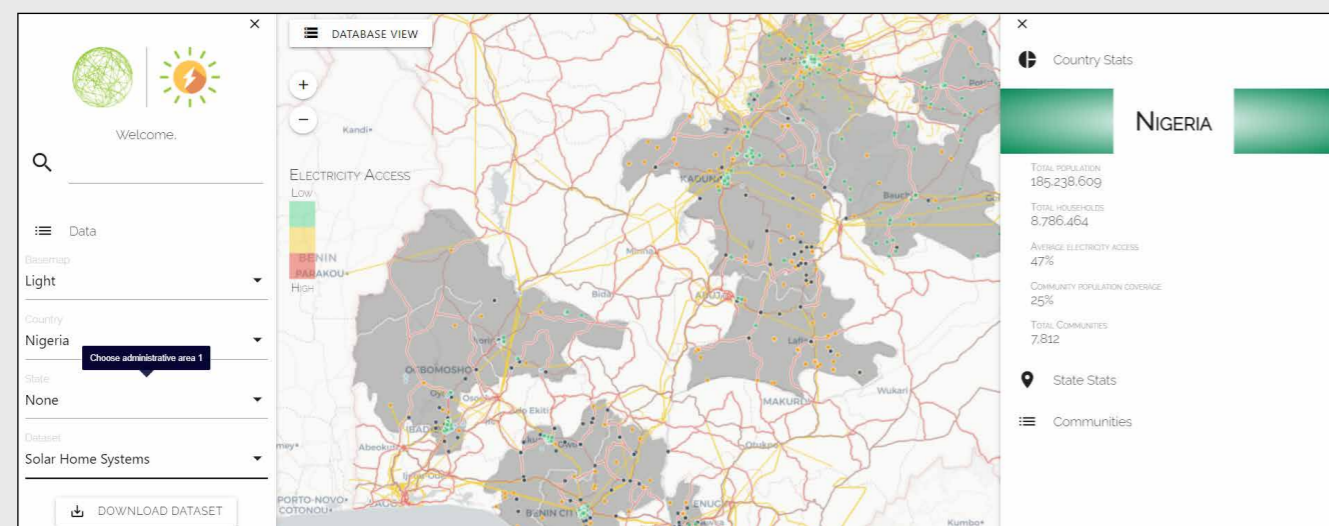 Welcome.
Data
Basemap
Light
Country
Nigeria
Choose administrative area 1
State
None
Dataset
Solar Home Systems
DOWNLOAD DATASET
DATABASE VIEW
+
−
Electricity Access
Low
High
Kandi
BENIN
PARAKOU
KADUNA
Bauchi
Minna
Bida
ABUJA
Lafia
OGBOMOSHO
Oyo
Ado Ekiti
MAKURDI
Wukari
Abeokuta
Otukpo
PORTO-NOVO
COTONOU
LAGOS
BENIN CITY
ENUGU
Kumbo
Country Stats
Nigeria
Total population
185,238,609
Total households
8,786,464
Average electricity access
47%
Community population coverage
25%
Total Communities
7,812
State Stats
Communities